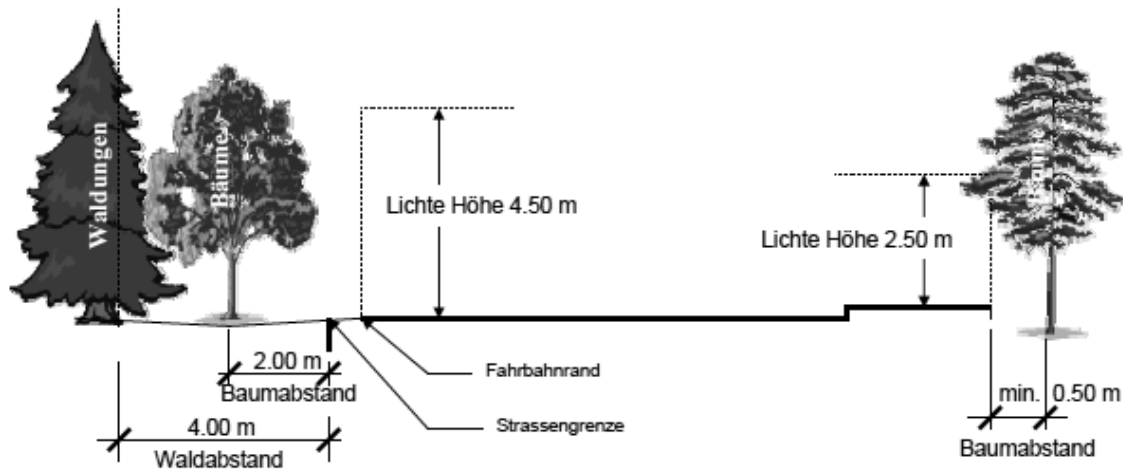 Waldungen
Bäume
Lichte Höhe 4.50 m
Lichte Höhe 2.50 m
2.00 m
Baumabstand
4.00 m
Waldabstand
Fahrbahnrand
Strassengrenze
min. 0.50 m
Baumabstand